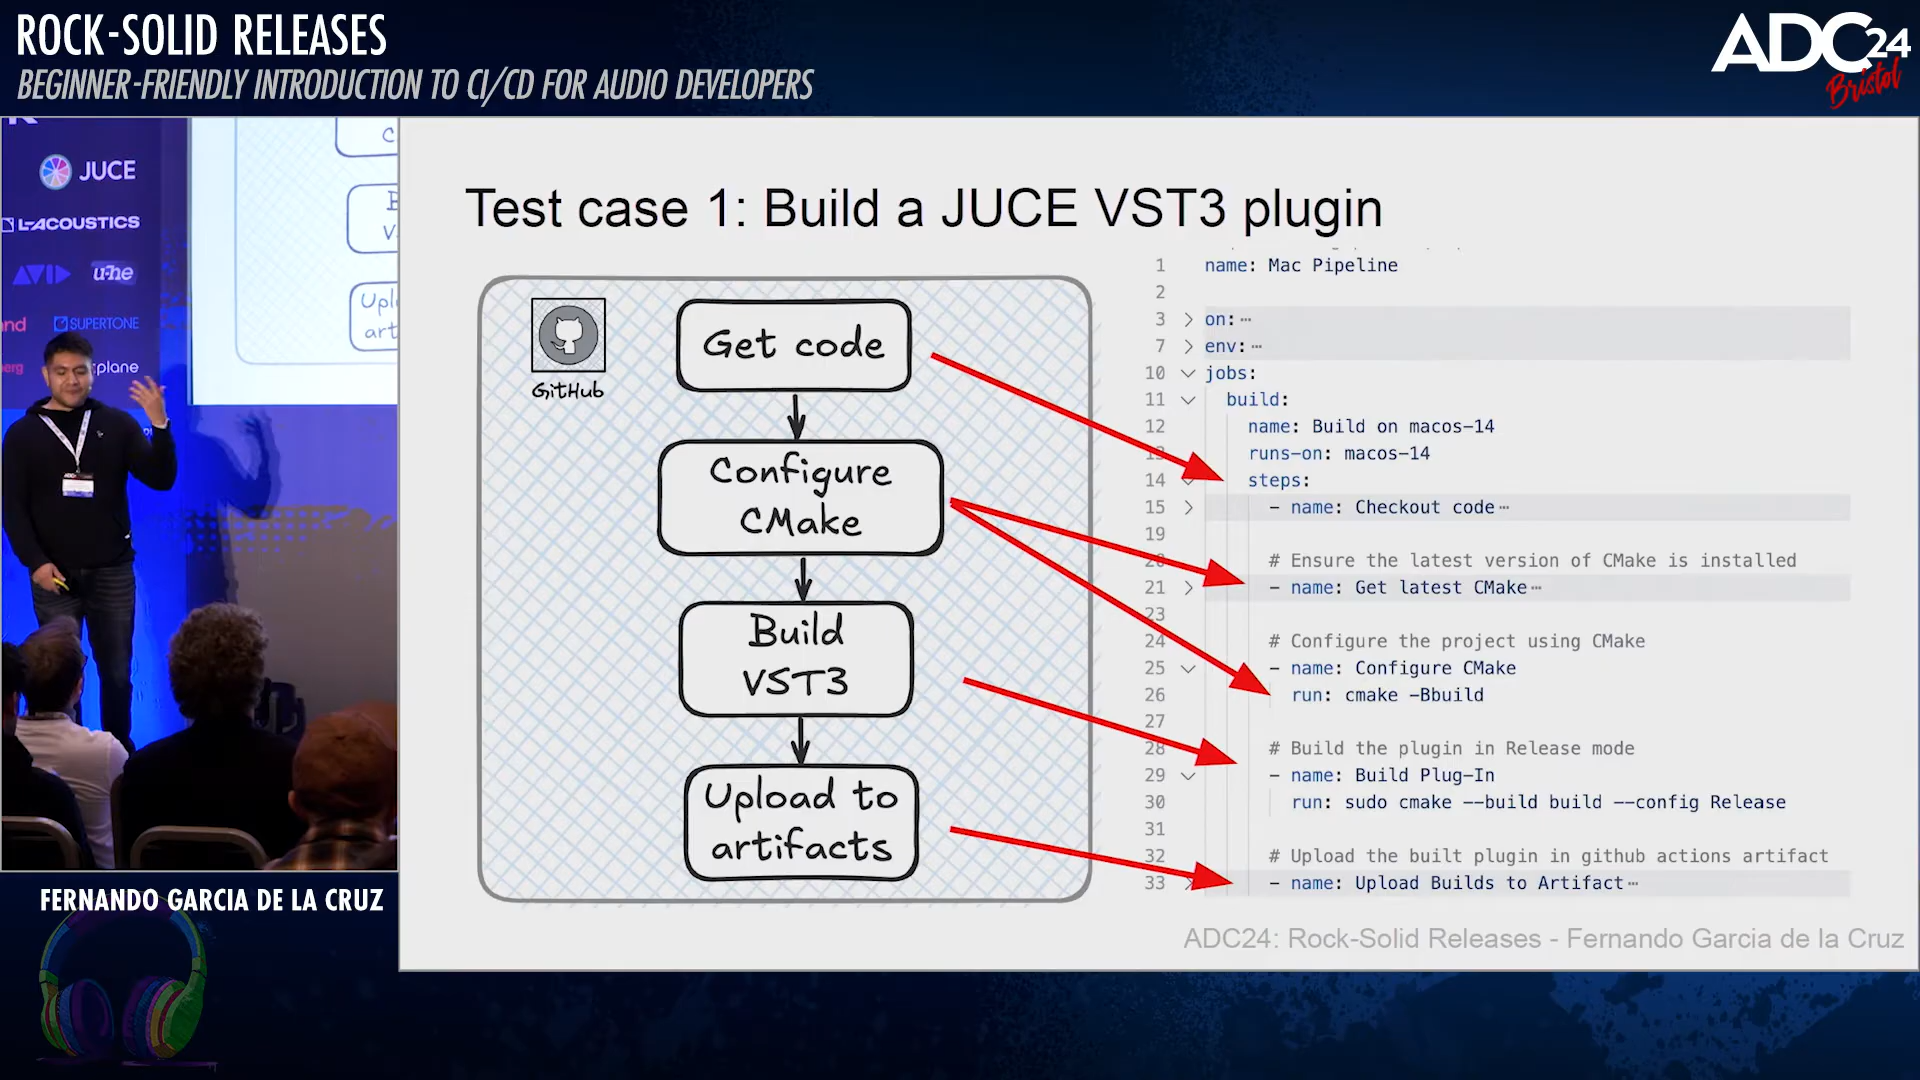 ROCK-SOLID RELEASES
BEGINNER-FRIENDLY INTRODUCTION TO CI/CD FOR AUDIO DEVELOPERS
ADC24
Bristol
JUCE
L-ACOUSTICS
AVID
u-he
SUPERTONE
Upl
art
Test case 1: Build a JUCE VST3 plugin
GitHub
Get code
Configure
CMake
Build
VST3
Upload to
artifacts
1 name: Mac Pipeline
2
3 on:
7 env:
10 jobs:
11 build:
12 name: Build on macos-14
13 runs-on: macos-14
14 steps:
15 - name: Checkout code
19
20 # Ensure the latest version of CMake is installed
21 - name: Get latest CMake
23
24 # Configure the project using CMake
25 - name: Configure CMake
26 run: cmake -Bbuild
27
28 # Build the plugin in Release mode
29 - name: Build Plug-In
30 run: sudo cmake --build build --config Release
31
32 # Upload the built plugin in github actions artifact
33 - name: Upload Builds to Artifact
ADC24: Rock-Solid Releases - Fernando Garcia de la Cruz
FERNANDO GARCIA DE LA CRUZ